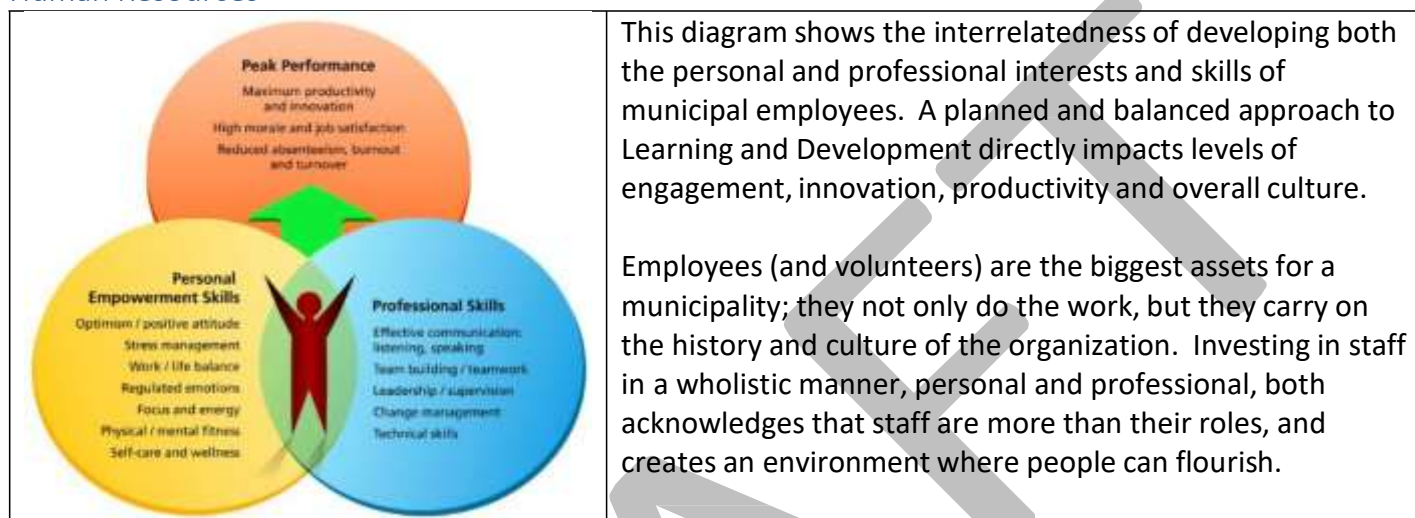 Human Resources
Peak Performance
Maximum productivity
and innovation
High morale and job satisfaction
Reduced absenteeism, burnout
and turnover
Personal
Empowerment Skills
Optimism / positive attitude
Stress management
Work / life balance
Regulated emotions
Focus and energy
Physical / mental fitness
Self-care and wellness
Professional Skills
Effective communication:
listening, speaking
Team building / teamwork
Leadership / supervision
Change management
Technical skills
This diagram shows the interrelatedness of developing both
the personal and professional interests and skills of
municipal employees. A planned and balanced approach to
Learning and Development directly impacts levels of
engagement, innovation, productivity and overall culture.
Employees (and volunteers) are the biggest assets for a
municipality; they not only do the work, but they carry on
the history and culture of the organization. Investing in staff
in a wholistic manner, personal and professional, both
acknowledges that staff are more than their roles, and
creates an environment where people can flourish.